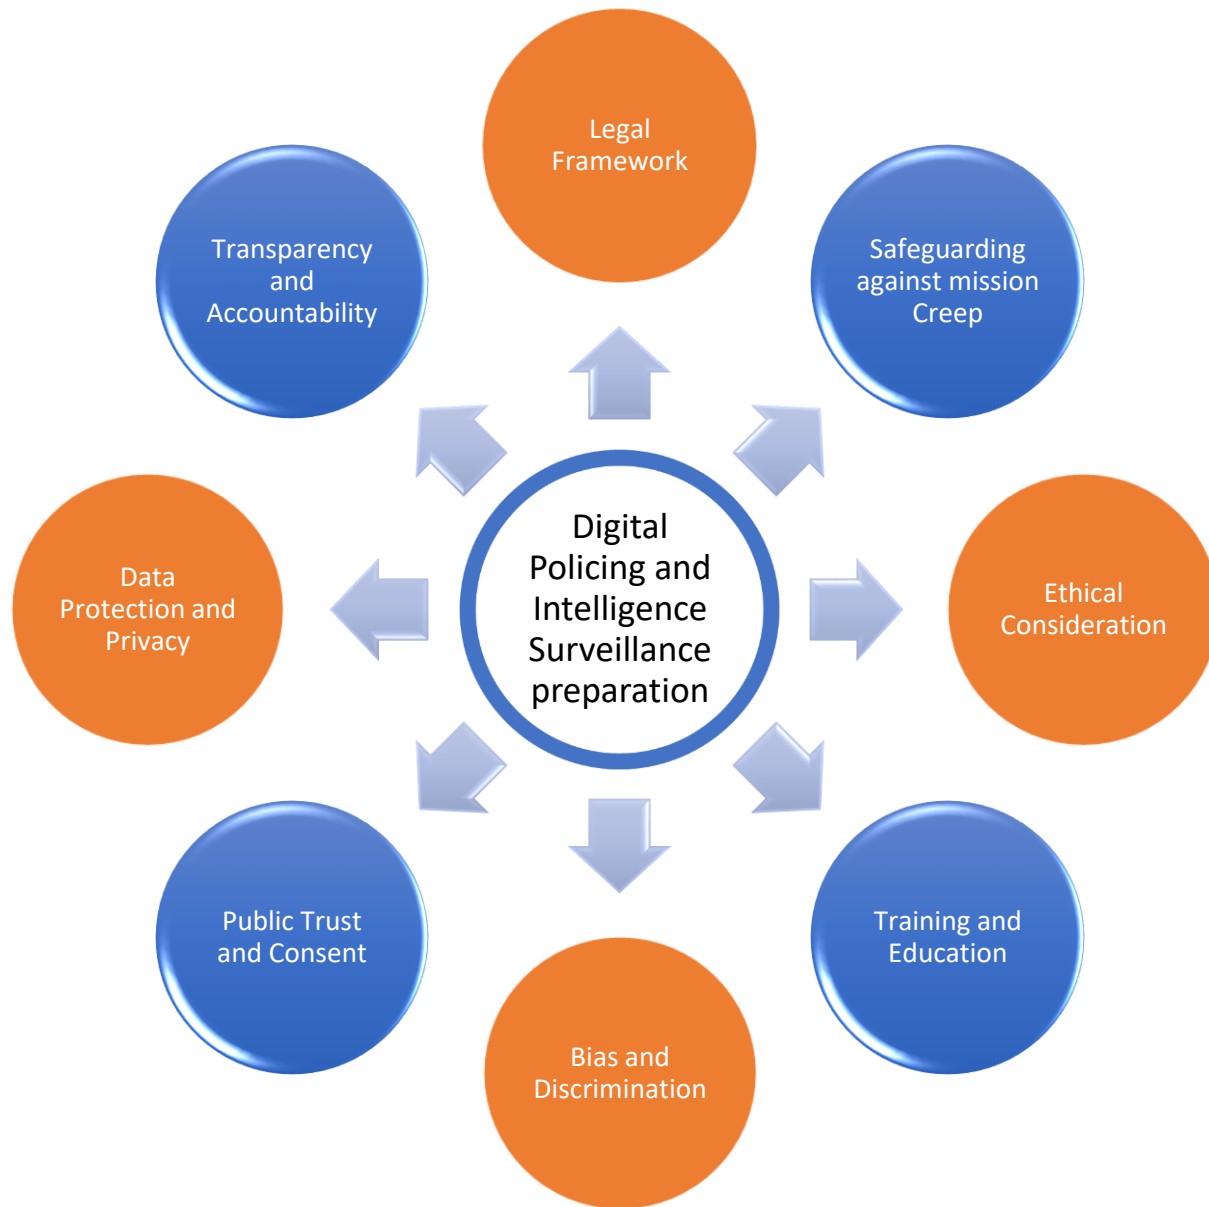 Legal
Framework
Safeguarding
against mission
Creep
Ethical
Consideration
Training and
Education
Bias and
Discrimination
Public Trust
and Consent
Data
Protection and
Privacy
Transparency
and
Accountability
Digital
Policing and
Intelligence
Surveillance
preparation